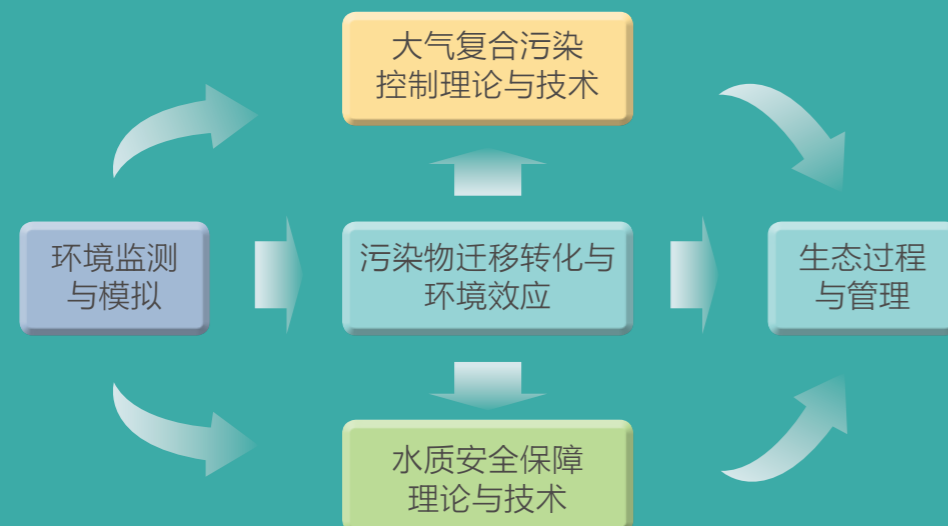 大气复合污染
控制理论与技术
环境监测
与模拟
污染物迁移转化与
环境效应
生态过程
与管理
水质安全保障
理论与技术